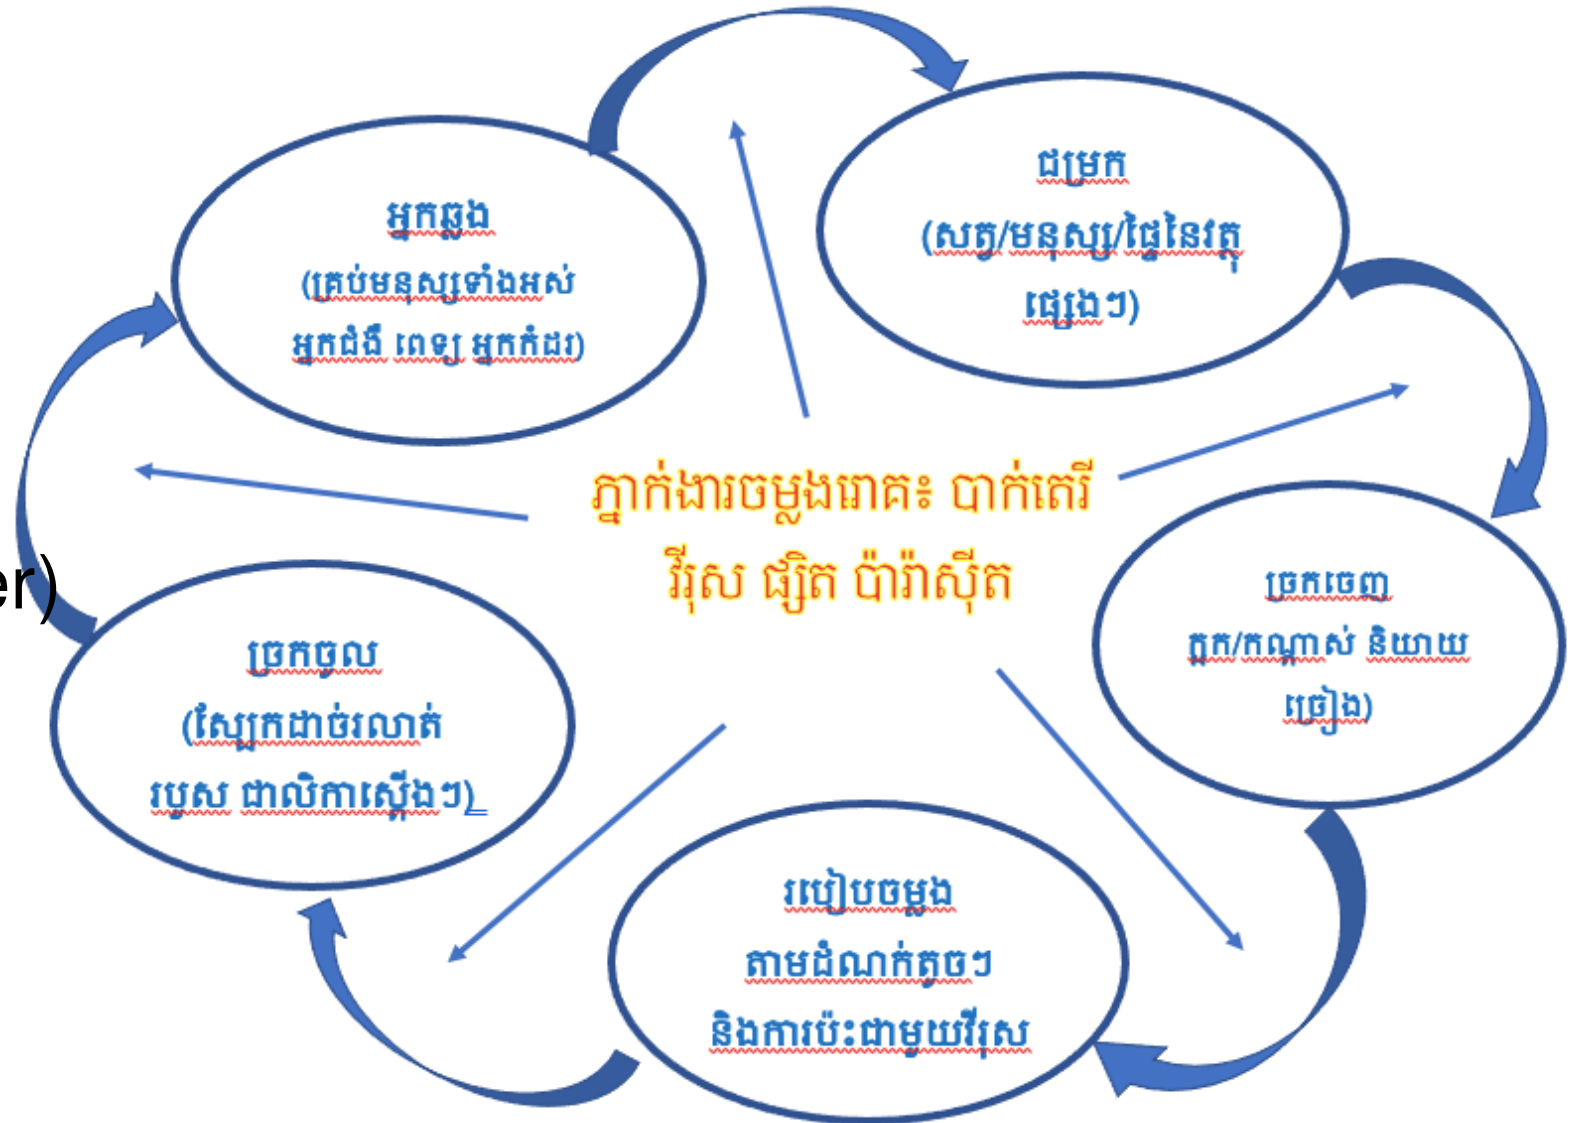 អ្នកឆ្លង
(គ្រប់មនុស្សទាំងអស់
អ្នកជំងឺ ពេទ្យ អ្នកកំដរ)
ជម្រក
(សត្វ/មនុស្ស/ផ្ទៃនៃវត្ថុ
ផ្សេងៗ)
ភ្នាក់ងារចម្លងរោគ៖ បាក់តេរី
វីរុស ផ្សិត ប៉ារ៉ាស៊ីត
ច្រកចេញ
ក្អក/កណ្តាស់ និយាយ
ច្រៀង)
er)
ច្រកចូល
(ស្បែកដាច់រលាត់
របួស ជាលិកាស្តើងៗ)
របៀបចម្លង
តាមដំណក់តូចៗ
និងការប៉ះជាមួយវីរុស